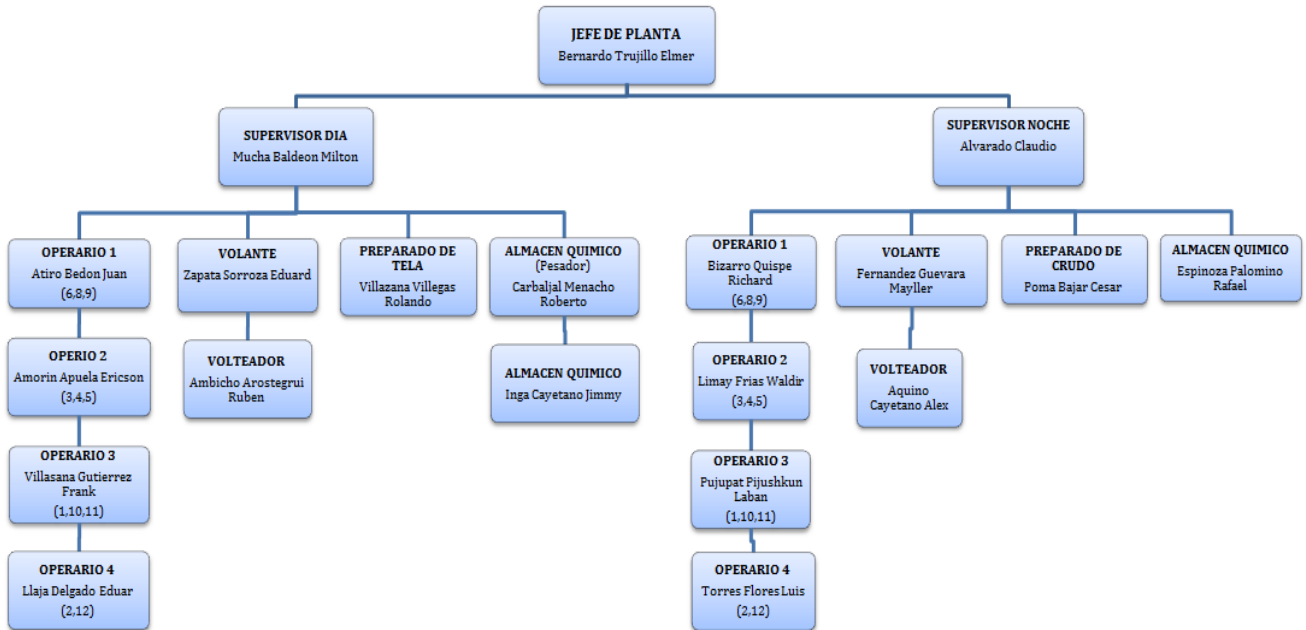 JEFE DE PLANTA
Bernardo Trujillo Elmer
SUPERVISOR DIA
Mucha Baldeon Milton
SUPERVISOR NOCHE
Alvarado Claudio
OPERARIO 1
Atiro Bedon Juan
(6,8,9)
VOLANTE
Zapata Sorroza Eduard
PREPARADO DE
TELA
Villazana Villegas
Rolando
ALMACEN QUIMICO
(Pesador)
Carbaljal Menacho
Roberto
OPERARIO 1
Bizarro Quispe
Richard
(6,8,9)
VOLANTE
Fernandez Guevara
Mayller
PREPARADO DE
CRUDO
Poma Bajar Cesar
ALMACEN QUIMICO
Espinoza Palomino
Rafael
OPERIO 2
Amorin Apuela Ericson
(3,4,5)
VOLTEADOR
Ambicho Arostegrui
Ruben
ALMACEN QUIMICO
Inga Cayetano Jimmy
OPERARIO 2
Limay Frias Waldir
(3,4,5)
VOLTEADOR
Aquino
Cayetano Alex
OPERARIO 3
Villasana Gutierrez
Frank
(1,10,11)
OPERARIO 3
Pujupat Pijushkun
Laban
(1,10,11)
OPERARIO 4
Llaja Delgado Eduar
(2,12)
OPERARIO 4
Torres Flores Luis
(2,12)